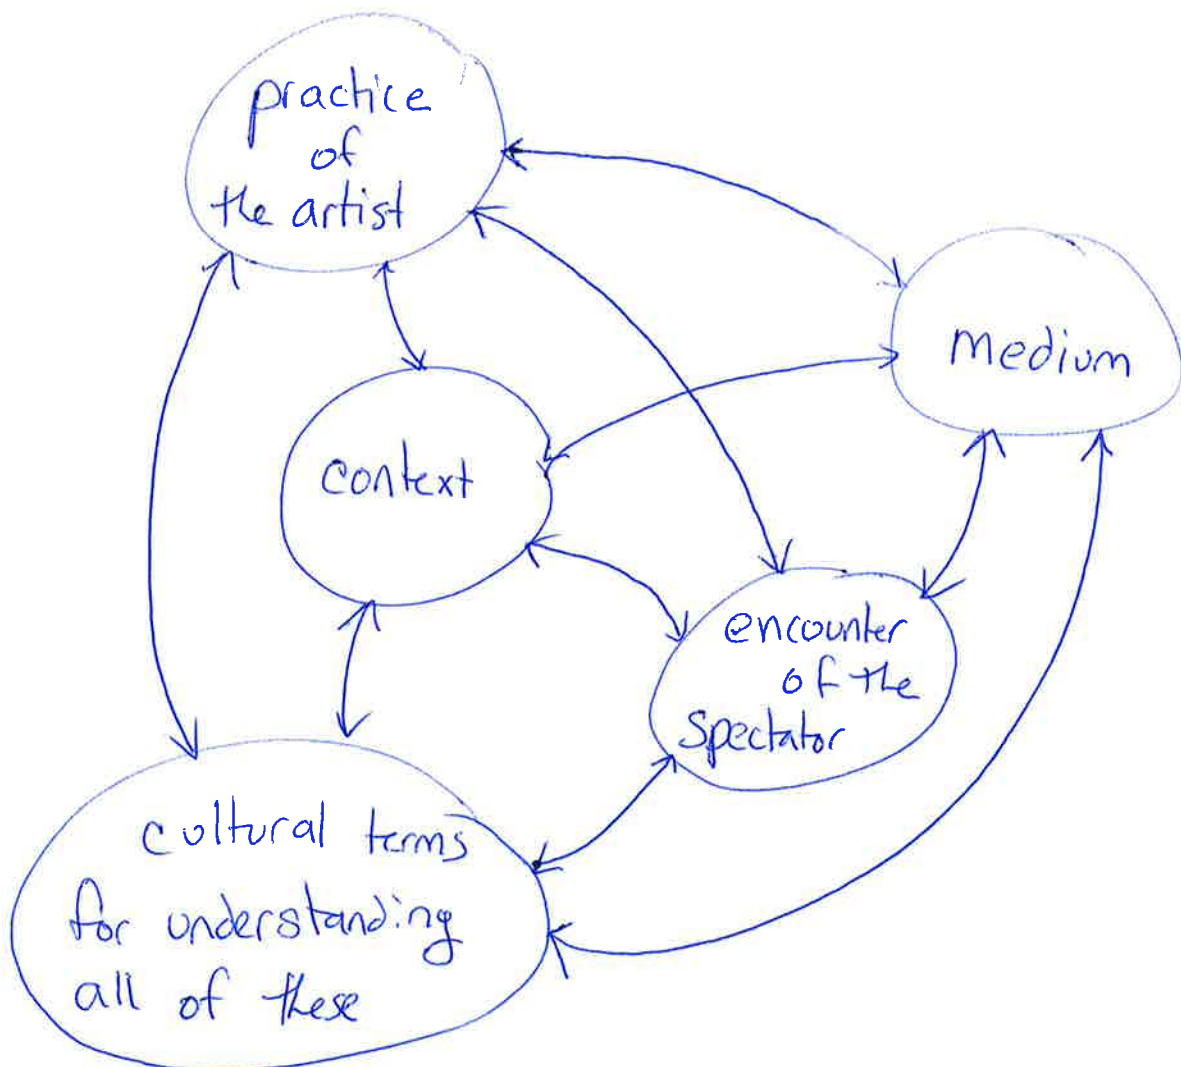 practice
of
the artist
medium
context
encounter
of the
spectator
cultural terms
for understanding
all of these